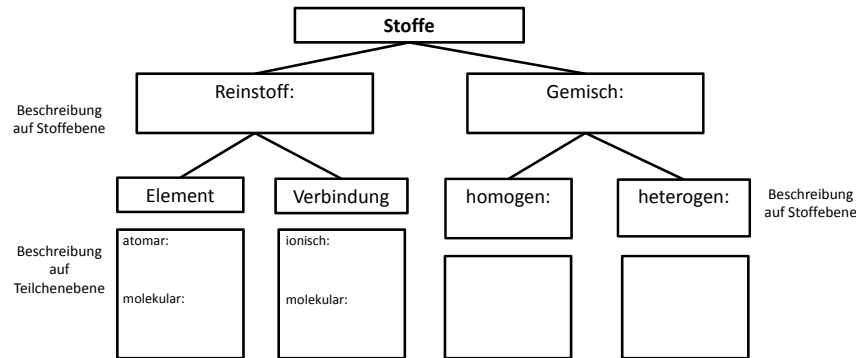 Stoffe
Reinstoff:
Gemisch:
Beschreibung
auf Stoffebene
Element
Verbindung
homogen:
heterogen:
Beschreibung
auf Stoffebene
Beschreibung
auf
Teilchenebene
atomar:
molekular:
ionisch:
molekular: